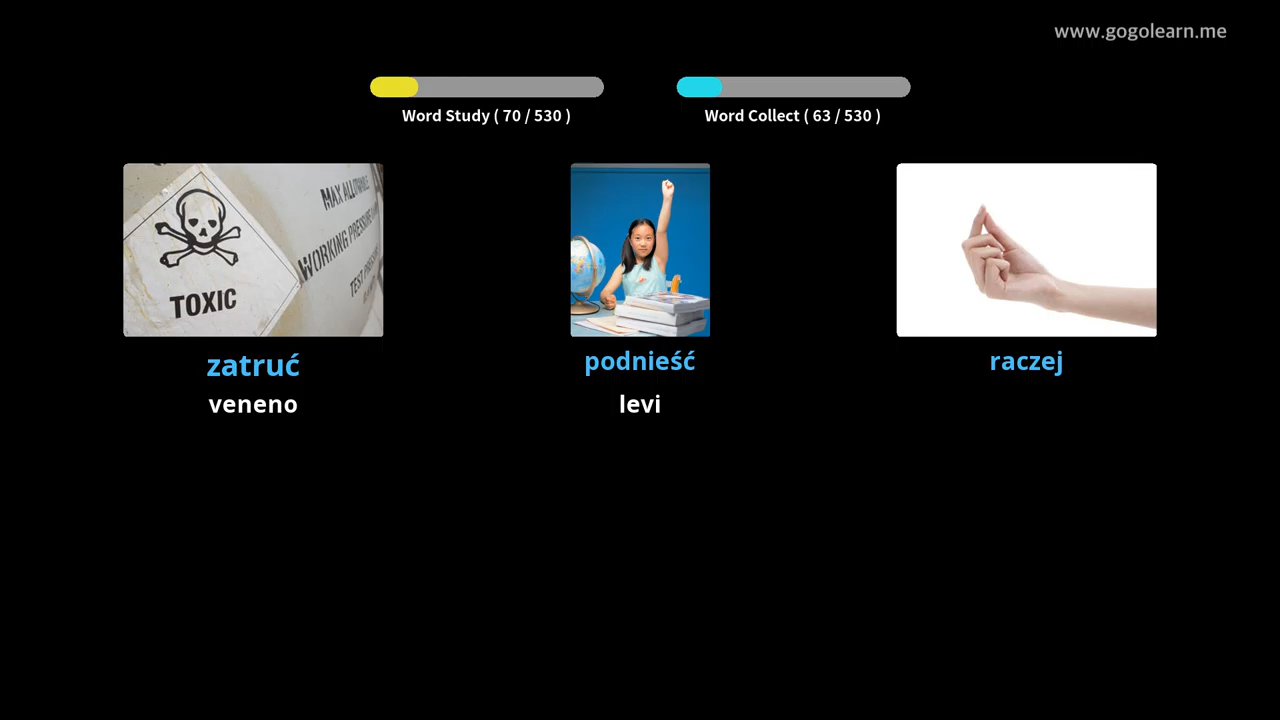 www.gogolearn.me
Word Study ( 70 / 530 )
Word Collect ( 63 / 530 )
MAX ALLOWABLE
WORKING PRESSURE
TEST PRESSURE
TOXIC
zatruć
podnieść
raczej
veneno
levi